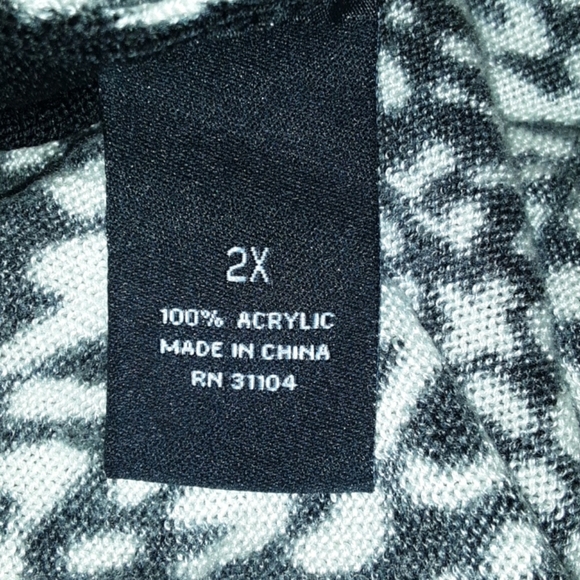 2X
100% ACRYLIC
MADE IN CHINA
RN 31104